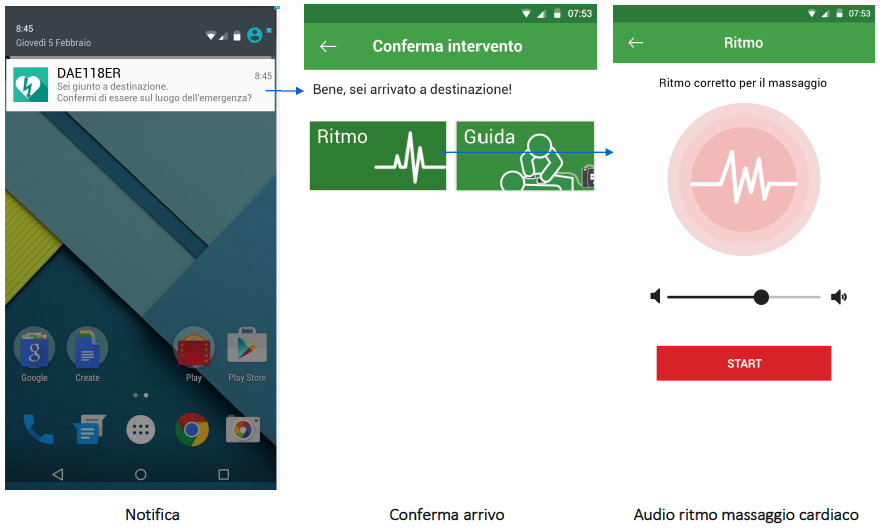 8:45
Giovedì 5 Febbraio
DAE118ER
8:45
Sei giunto a destinazione.
Confermi di essere sul luogo dell'emergenza?
Google
Create
Play
Play Store
Notifica
07:53
Conferma intervento
Bene, sei arrivato a destinazione!
Ritmo
Guida
Conferma arrivo
07:53
Ritmo
Ritmo corretto per il massaggio
START
Audio ritmo massaggio cardiaco